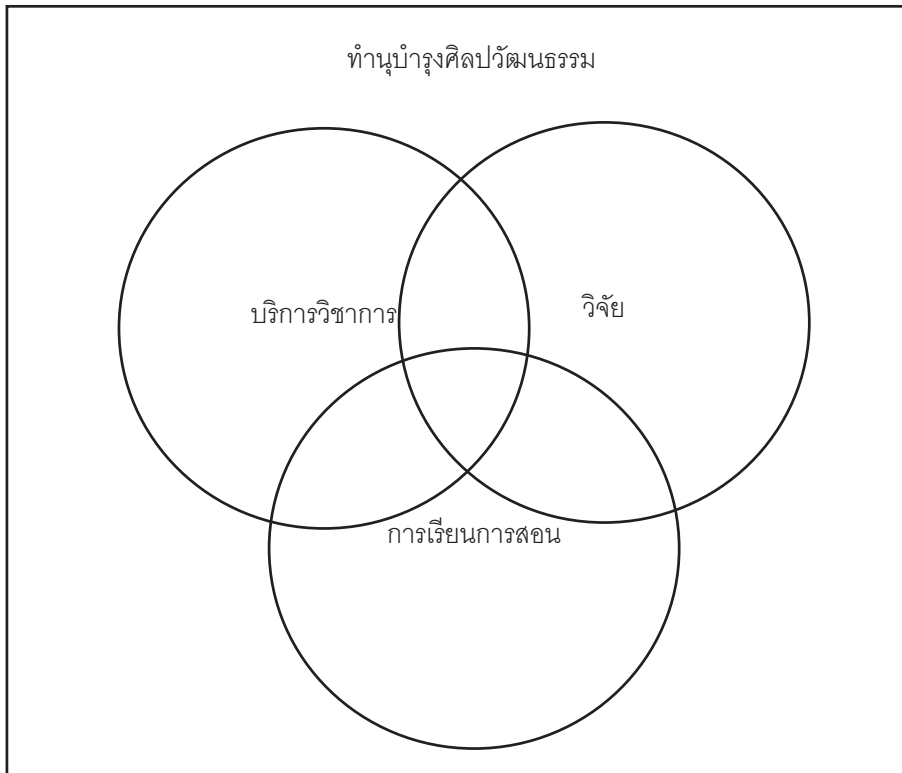 ทำนุบำรุงศิลปวัฒนธรรม
บริการวิชาการ
วิจัย
การเรียนการสอน